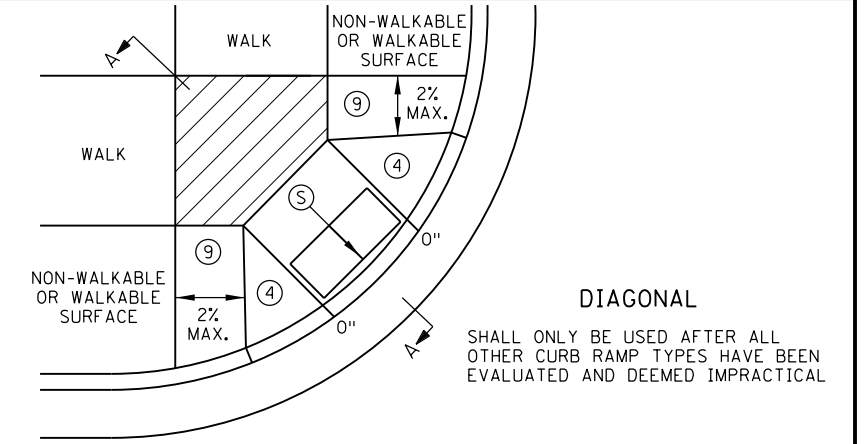 WALK
NON-WALKABLE
OR WALKABLE
SURFACE
A
9
2%
MAX.
WALK
4
S
0"
9
NON-WALKABLE
OR WALKABLE
SURFACE
4
2%
MAX.
0"
A
DIAGONAL
SHALL ONLY BE USED AFTER ALL
OTHER CURB RAMP TYPES HAVE BEEN
EVALUATED AND DEEMED IMPRACTICAL